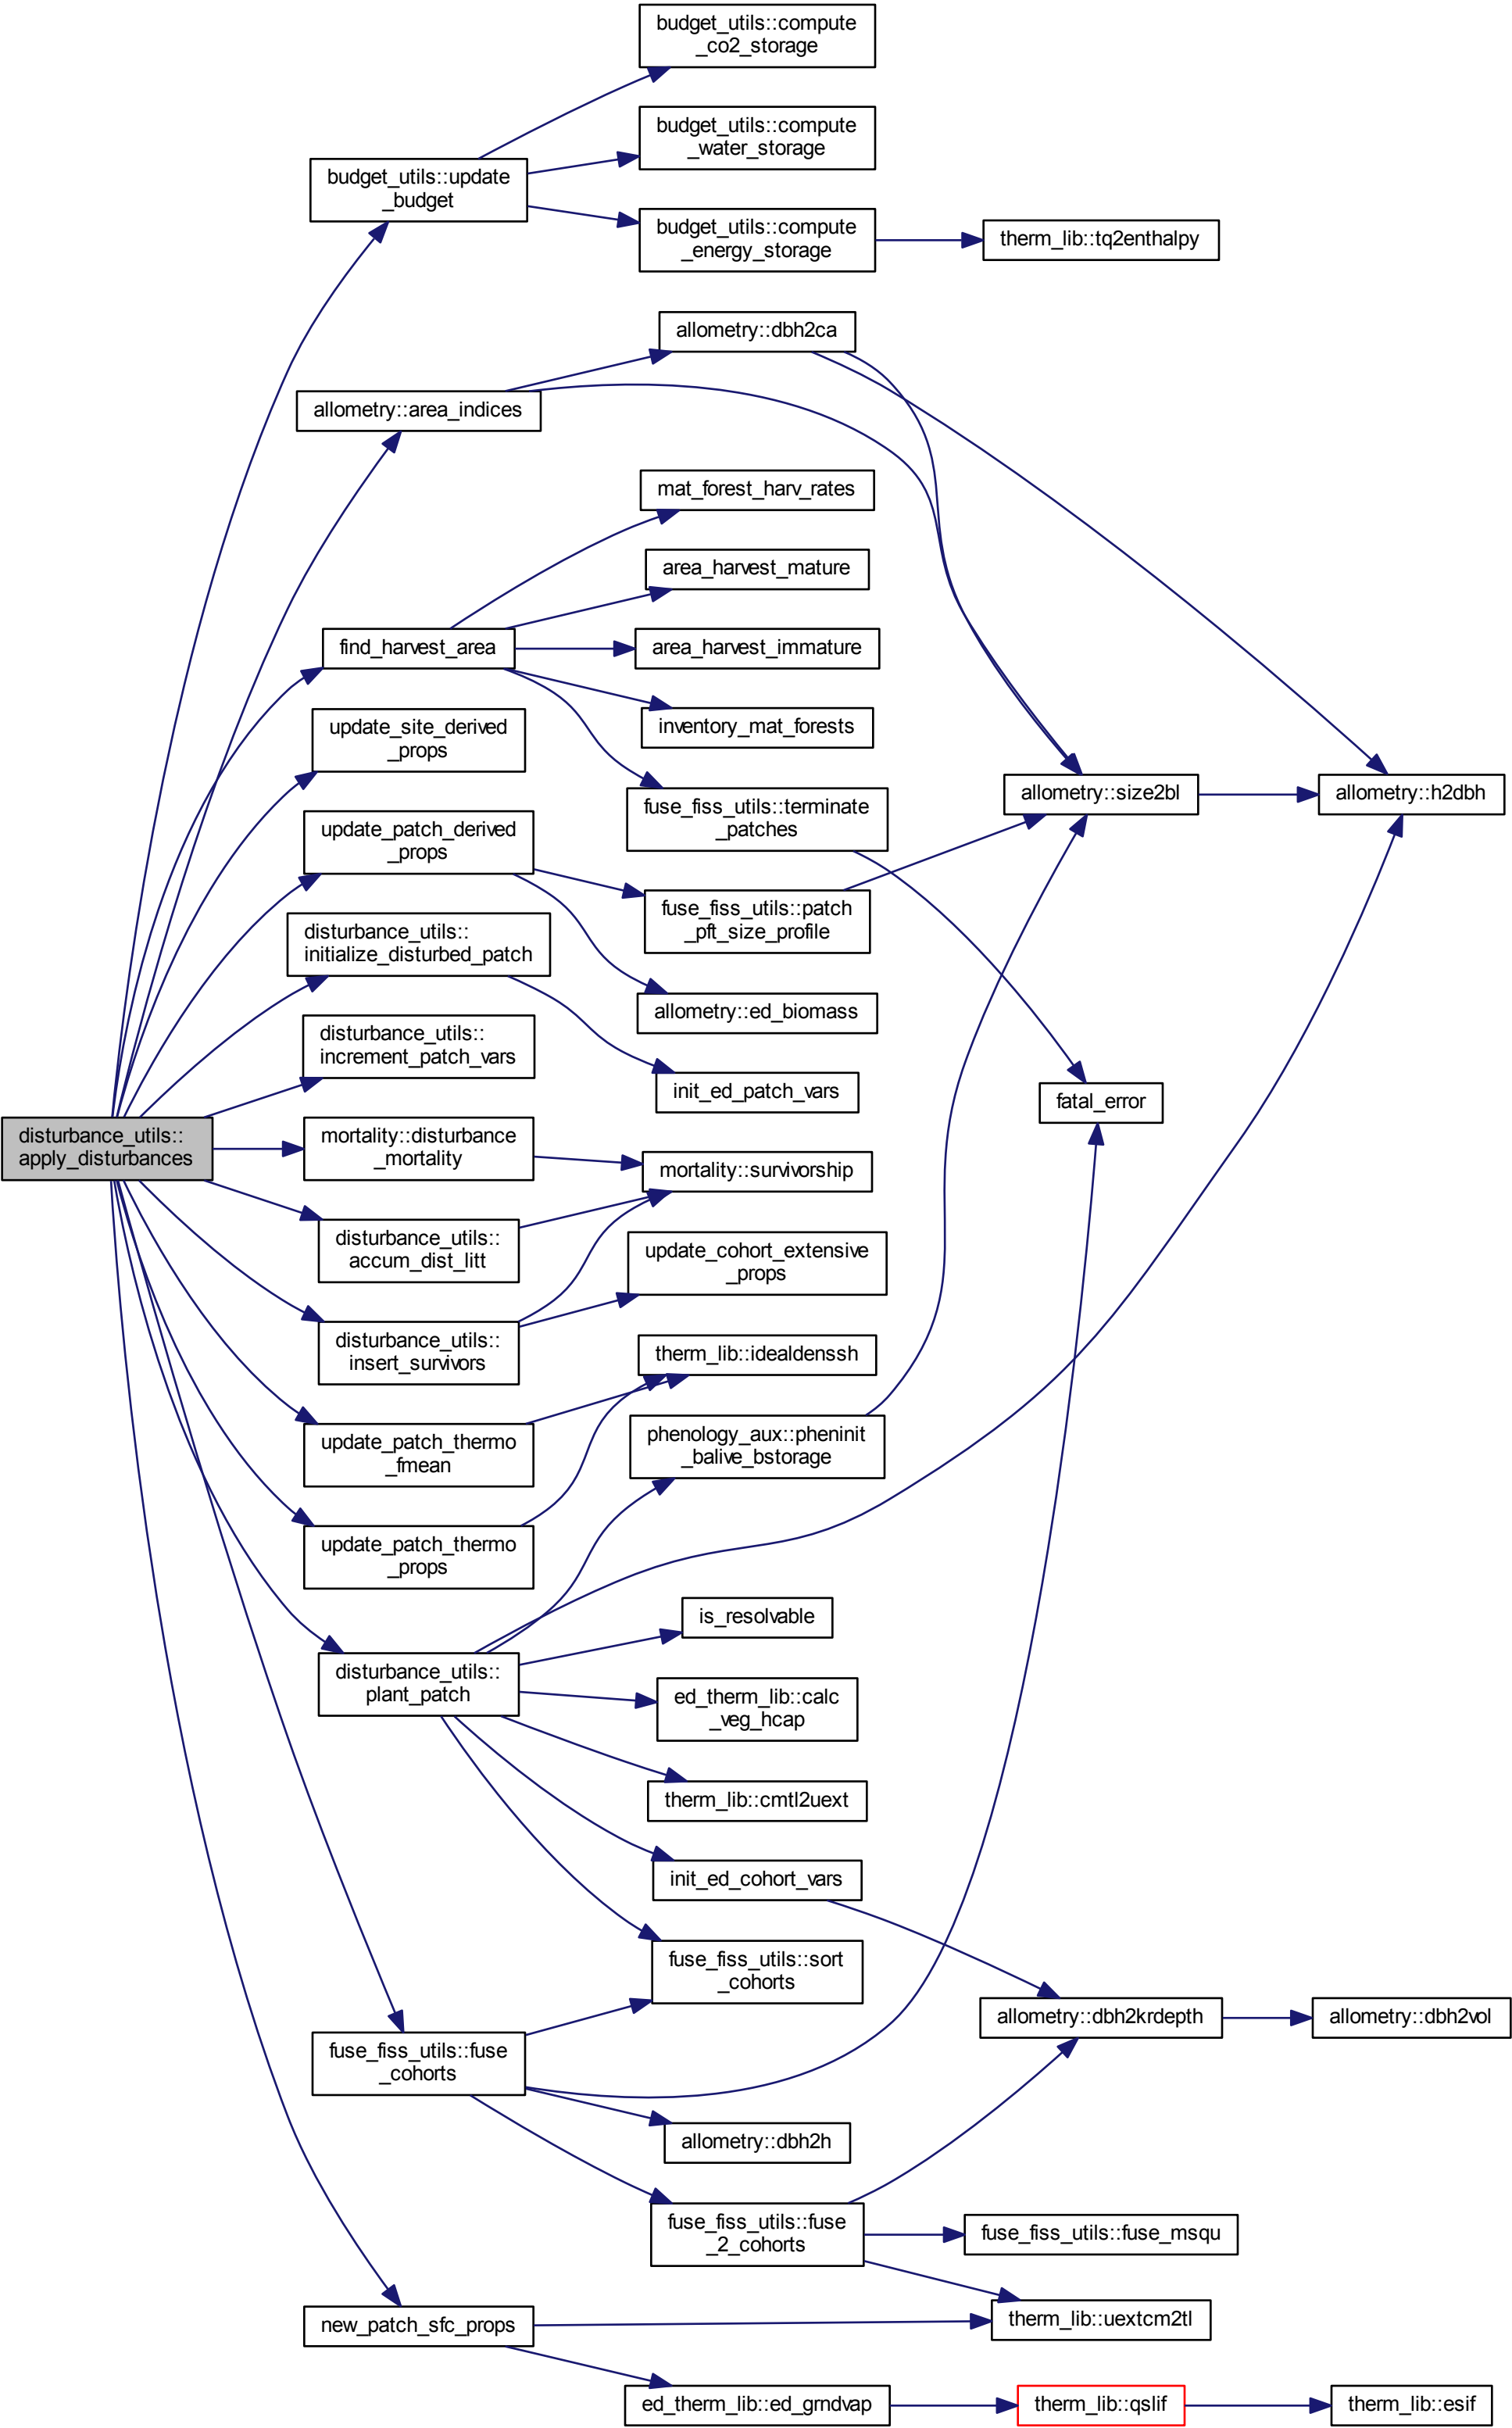 budget_utils::compute
_co2_storage
budget_utils::compute
_water_storage
budget_utils::update
_budget
budget_utils::compute
_energy_storage
therm_lib::tq2enthalpy
allometry::dbh2ca
allometry::area_indices
mat_forest_harv_rates
area_harvest_mature
find_harvest_area
area_harvest_immature
update_site_derived
_props
inventory_mat_forests
fuse_fiss_utils::terminate
_patches
allometry::size2bl
allometry::h2dbh
update_patch_derived
_props
fuse_fiss_utils::patch
_pft_size_profile
disturbance_utils::
initialize_disturbed_patch
allometry::ed_biomass
disturbance_utils::
increment_patch_vars
init_ed_patch_vars
fatal_error
disturbance_utils::
apply_disturbances
mortality::disturbance
_mortality
mortality::survivorship
disturbance_utils::
accum_dist_litt
update_cohort_extensive
_props
disturbance_utils::
insert_survivors
therm_lib::idealdenssh
update_patch_thermo
_fmean
phenology_aux::pheninit
_balive_bstorage
update_patch_thermo
_props
is_resolvable
disturbance_utils::
plant_patch
ed_therm_lib::calc
_veg_hcap
therm_lib::cmtl2uext
init_ed_cohort_vars
fuse_fiss_utils::sort
_cohorts
allometry::dbh2krdepth
allometry::dbh2vol
fuse_fiss_utils::fuse
_cohorts
allometry::dbh2h
fuse_fiss_utils::fuse
_2_cohorts
fuse_fiss_utils::fuse_msqu
new_patch_sfc_props
therm_lib::uextcm2tl
ed_therm_lib::ed_grndvap
therm_lib::qslif
therm_lib::esif